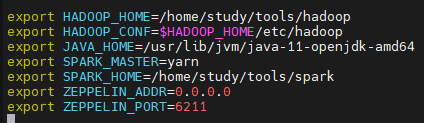 export HADOOP_HOME=/home/study/tools/hadoop
export HADOOP_CONF=$HADOOP_HOME/etc/hadoop
export JAVA_HOME=/usr/lib/jvm/java-11-openjdk-amd64
export SPARK_MASTER=yarn
export SPARK_HOME=/home/study/tools/spark
export ZEPPELIN_ADDR=0.0.0.0
export ZEPPELIN_PORT=6211